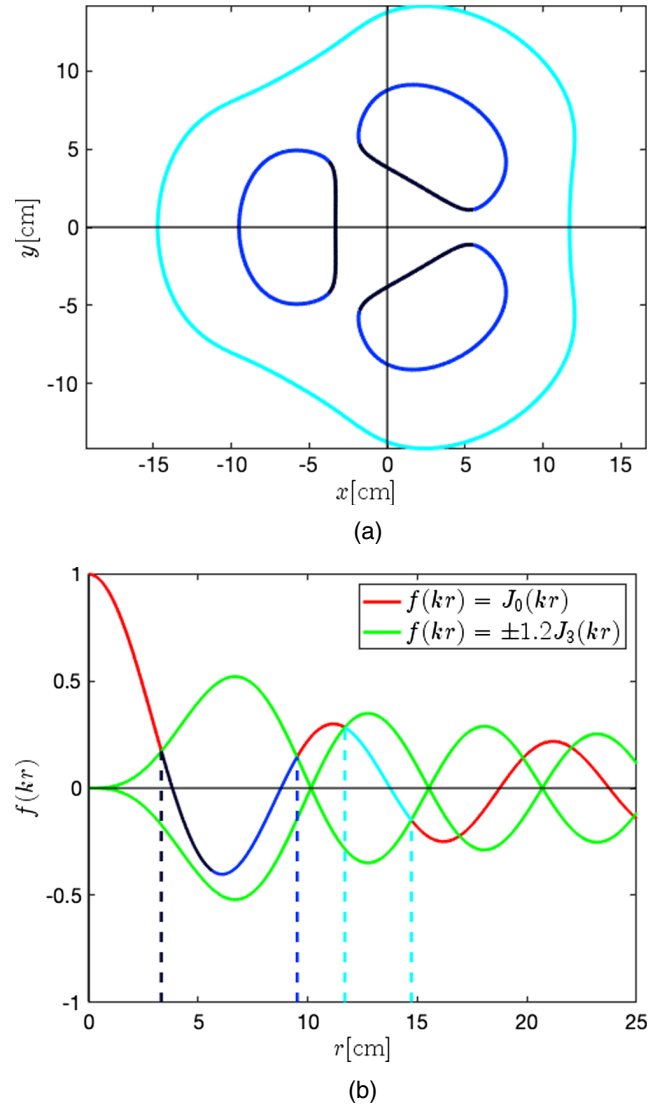 10
5
0
-5
-10
y[cm]
-15 -10 -5 0 5 10 15
x[cm]
(a)
1
0.5
0
-0.5
-1
f(kr)
f(kr) = J₀(kr)
f(kr) = ±1.2J₃(kr)
0 5 10 15 20 25
r[cm]
(b)